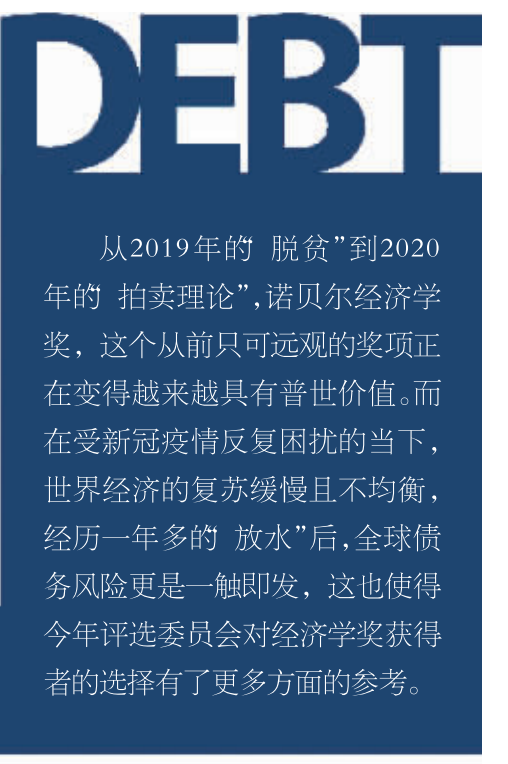 DEBT
从2019年的“脱贫”到2020
年的“拍卖理论”，诺贝尔经济学
奖，这个从前只可远观的奖项正
在变得越来越具有普世价值。而
在受新冠疫情反复困扰的当下，
世界经济的复苏缓慢且不均衡，
经历一年多的“放水”后，全球债
务风险更是一触即发，这也使得
今年评选委员会对经济学奖获得
者的选择有了更多方面的参考。